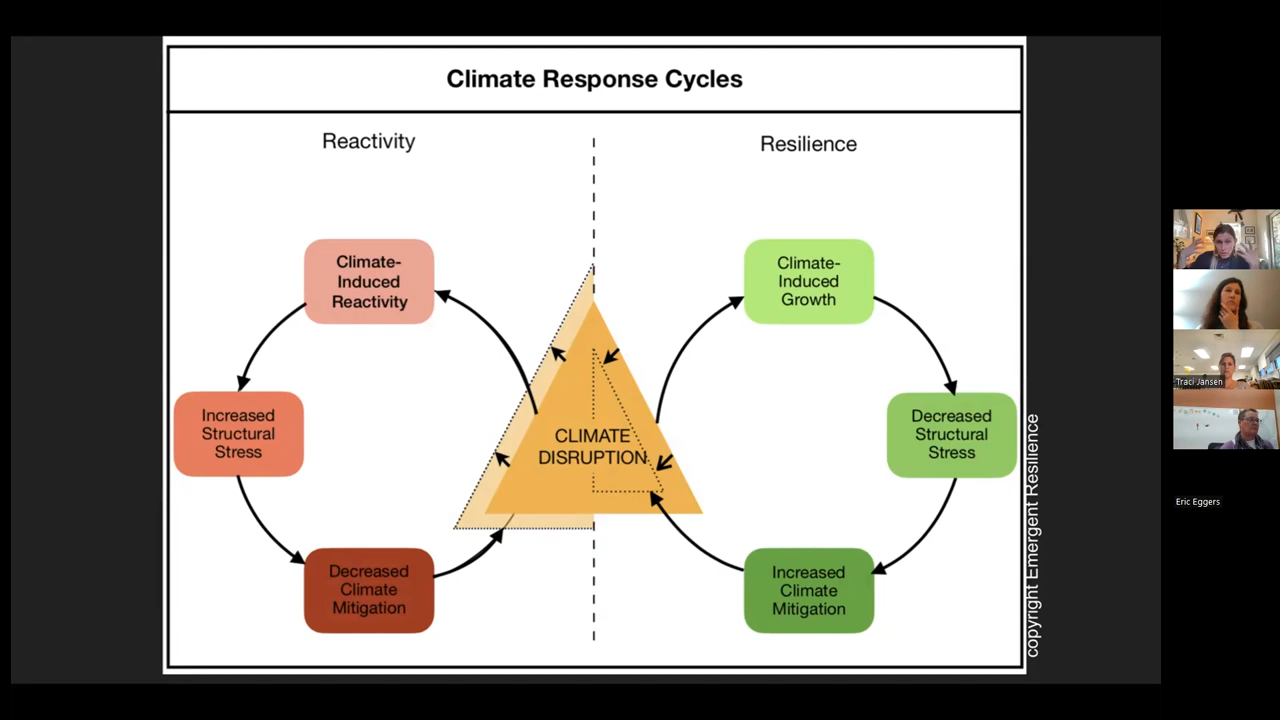 Climate Response Cycles
Reactivity
Resilience
Climate-
Induced
Reactivity
Increased
Structural
Stress
Decreased
Climate
Mitigation
CLIMATE
DISRUPTION
Climate-
Induced
Growth
Decreased
Structural
Stress
Increased
Climate
Mitigation
copyright Emergent Resilience
Traci Jansen
Eric Eggers